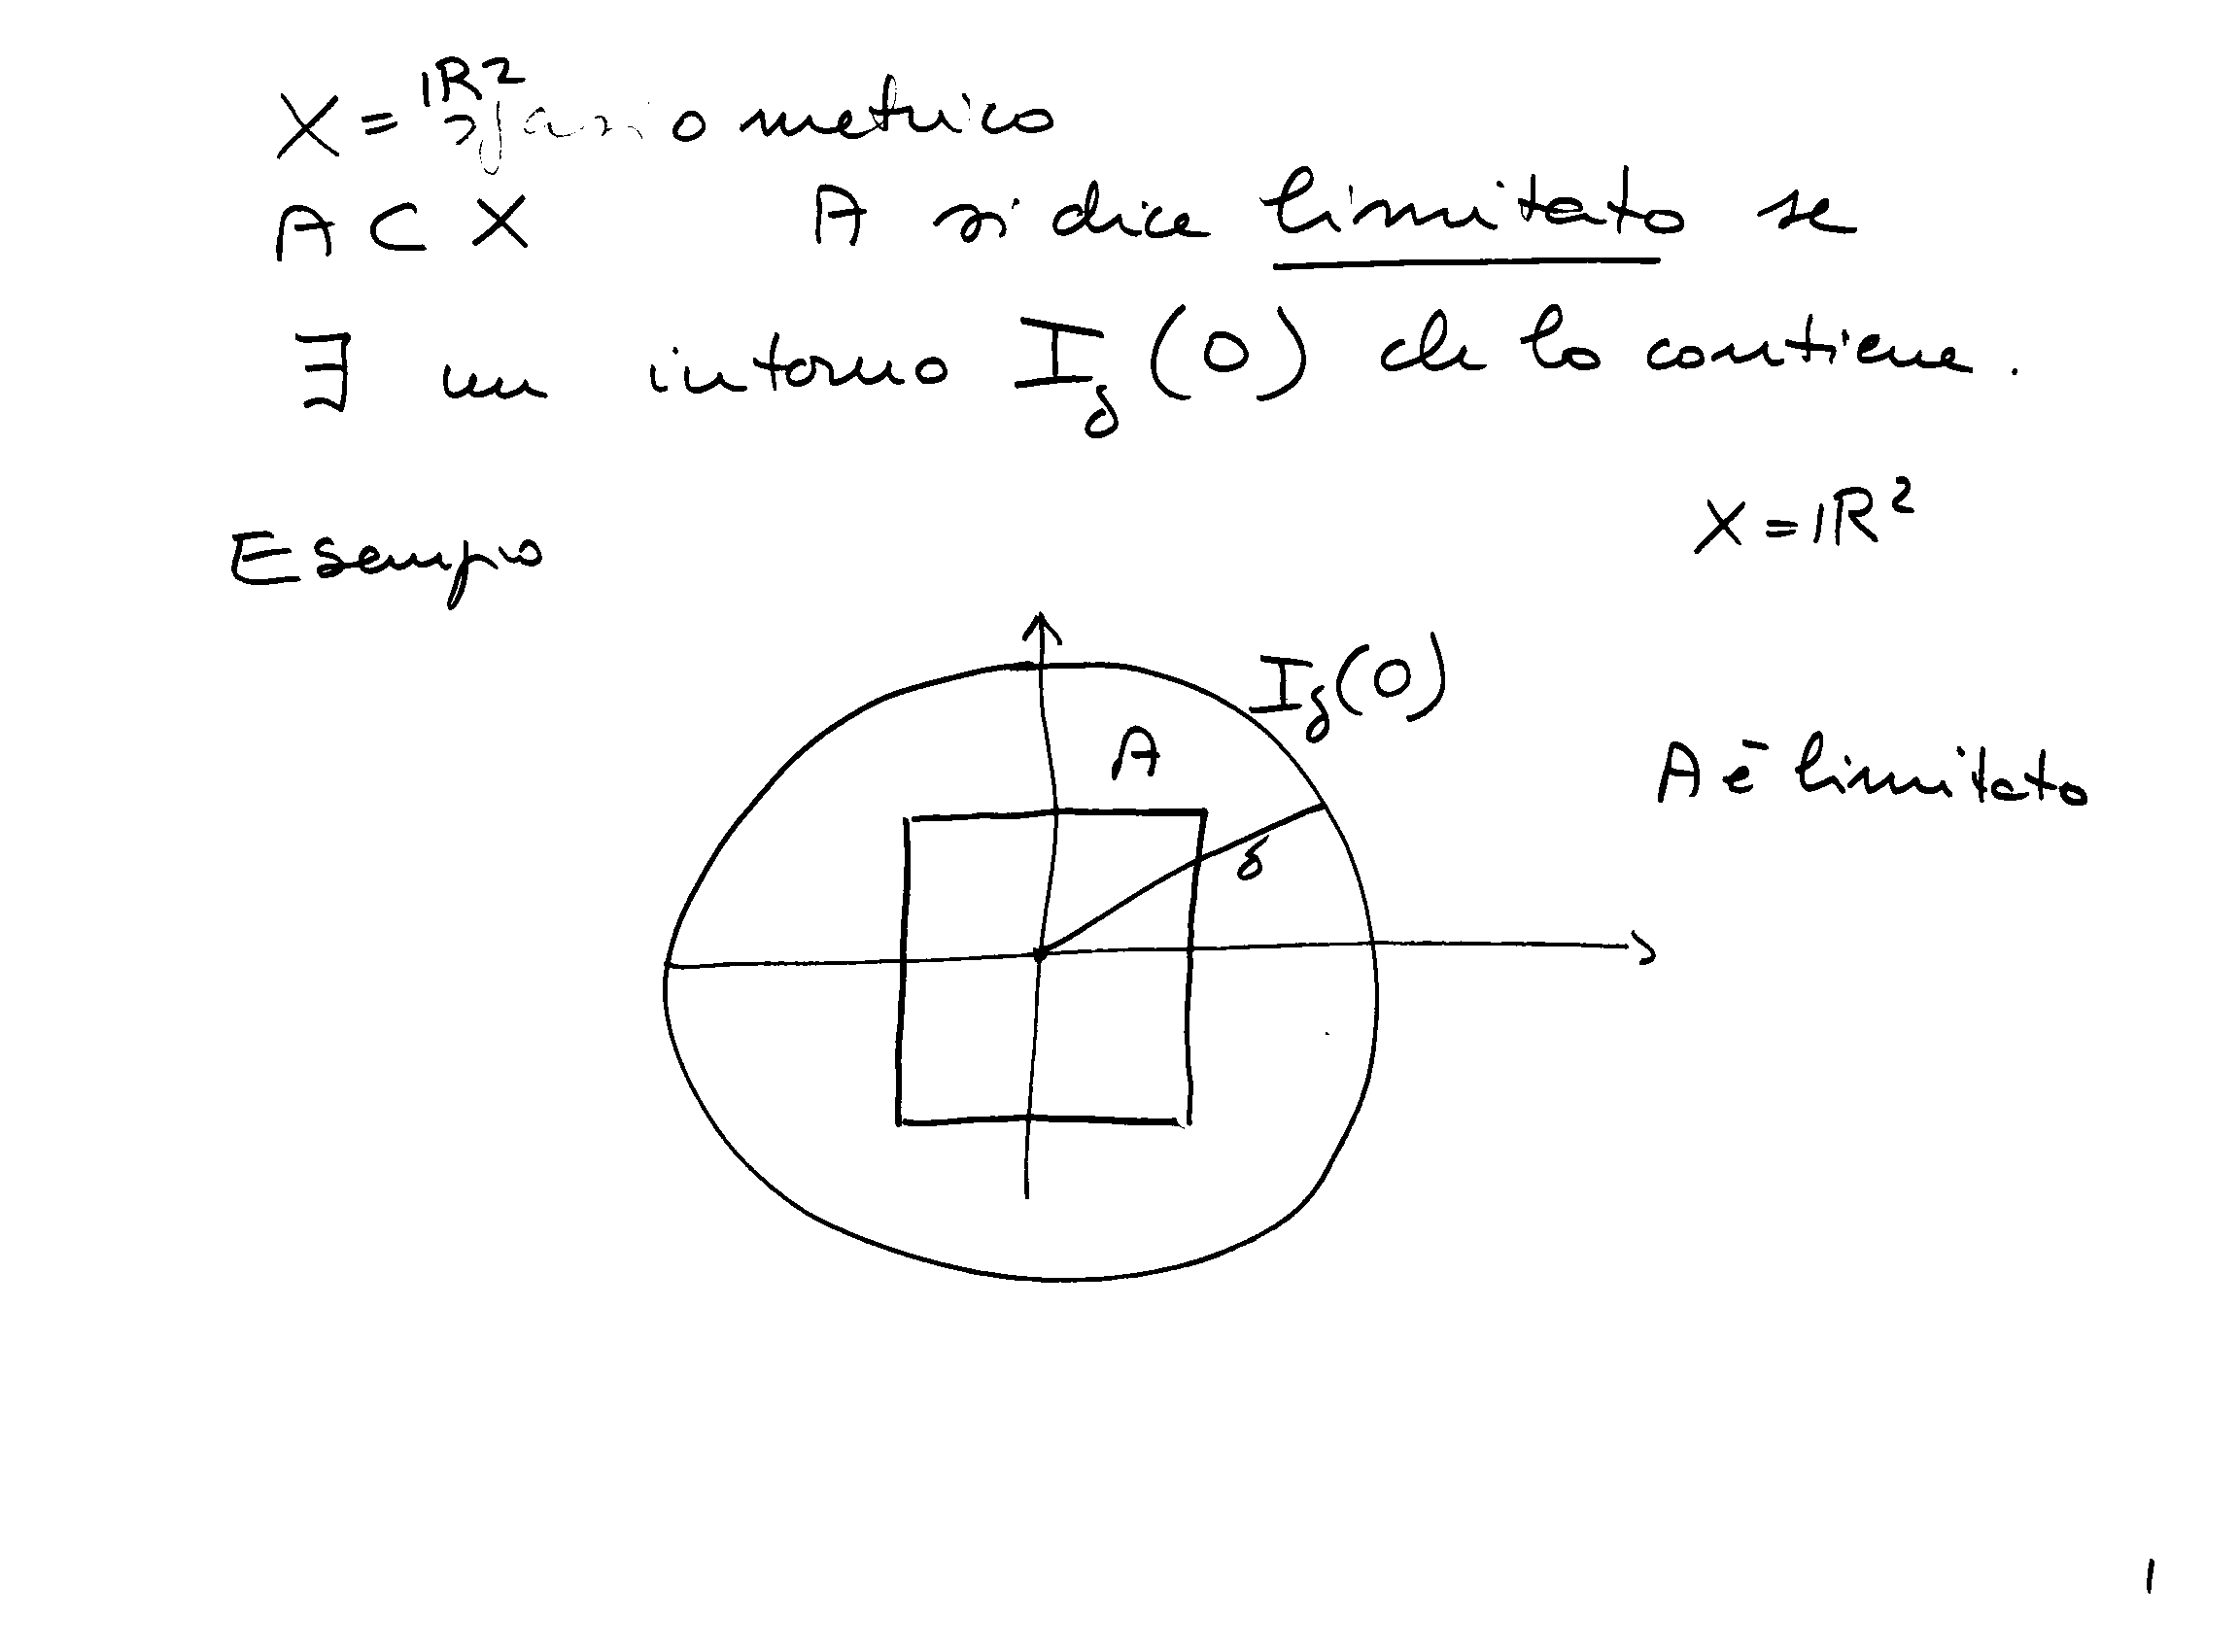 X = ℝ² spazio metrico
A ⊂ X A si dice limitato se
∃ un intorno I_δ(0) che lo contiene.
Esempio X = ℝ²
I_δ(0)
A
A è limitato
δ
1